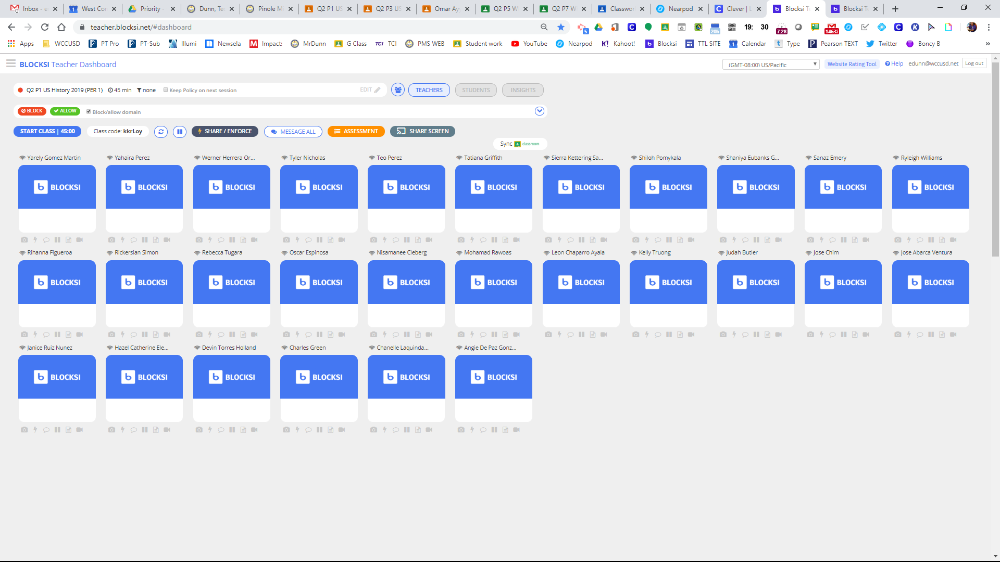 Inbox - e
West Cor
Priority -
Dunn, Te
Pinole M
Q2 P1 US
Q2 P3 US
Omar Ay
Q2 P5 W
Q2 P7 W
Classwor
Nearpod
Clever | L
Blocksi Te
Blocksi Te
teacher.blocksi.net/#dashboard
5
20h
19:
30
7:28
14632
Apps
WCCUSD
PT Pro
PT-Sub
Illumi
Newsela
Impact:
MrDunn
G Class
TCi
TCI
PMS WEB
Student work
YouTube
Nearpod
K! Kahoot!
Blocksi
TTL SITE
Calendar
Type
Pearson TEXT
Twitter
Boncy B
»
BLOCKSI Teacher Dashboard
(GMT-08:00) US/Pacific
Website Rating Tool
Help
edunn@wccusd.net
Log out
Q2 P1 US History 2019 (PER 1)
45 min
none
Keep Policy on next session
EDIT
TEACHERS
STUDENTS
INSIGHTS
BLOCK
ALLOW
Block/allow domain
START CLASS | 45:00
Class code: kkrLoy
SHARE / ENFORCE
MESSAGE ALL
ASSESSMENT
SHARE SCREEN
Sync classroom
Yarely Gomez Martin
Yahaira Perez
Werner Herrera Or...
Tyler Nicholas
Teo Perez
Tatiana Griffith
Sierra Kettering Sa...
Shiloh Pomykala
Shaniya Eubanks G...
Sanaz Emery
Ryleigh Williams
b BLOCKSI
b BLOCKSI
b BLOCKSI
b BLOCKSI
b BLOCKSI
b BLOCKSI
b BLOCKSI
b BLOCKSI
b BLOCKSI
b BLOCKSI
b BLOCKSI
Rihanna Figueroa
Rickersian Simon
Rebecca Tugara
Oscar Espinosa
Nisamanee Cleberg
Mohamad Rawoas
Leon Chaparro Ayala
Kelly Truong
Judah Butler
Jose Chim
Jose Abarca Ventura
b BLOCKSI
b BLOCKSI
b BLOCKSI
b BLOCKSI
b BLOCKSI
b BLOCKSI
b BLOCKSI
b BLOCKSI
b BLOCKSI
b BLOCKSI
b BLOCKSI
Janice Ruiz Nunez
Hazel Catherine Ele...
Devin Torres Holland
Charles Green
Chanelle Laquinda...
Angie De Paz Gonz...
b BLOCKSI
b BLOCKSI
b BLOCKSI
b BLOCKSI
b BLOCKSI
b BLOCKSI